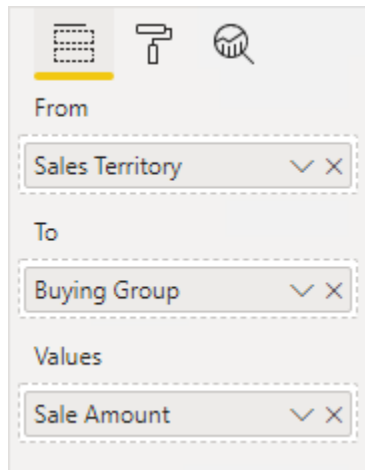 From
Sales Territory
To
Buying Group
Values
Sale Amount